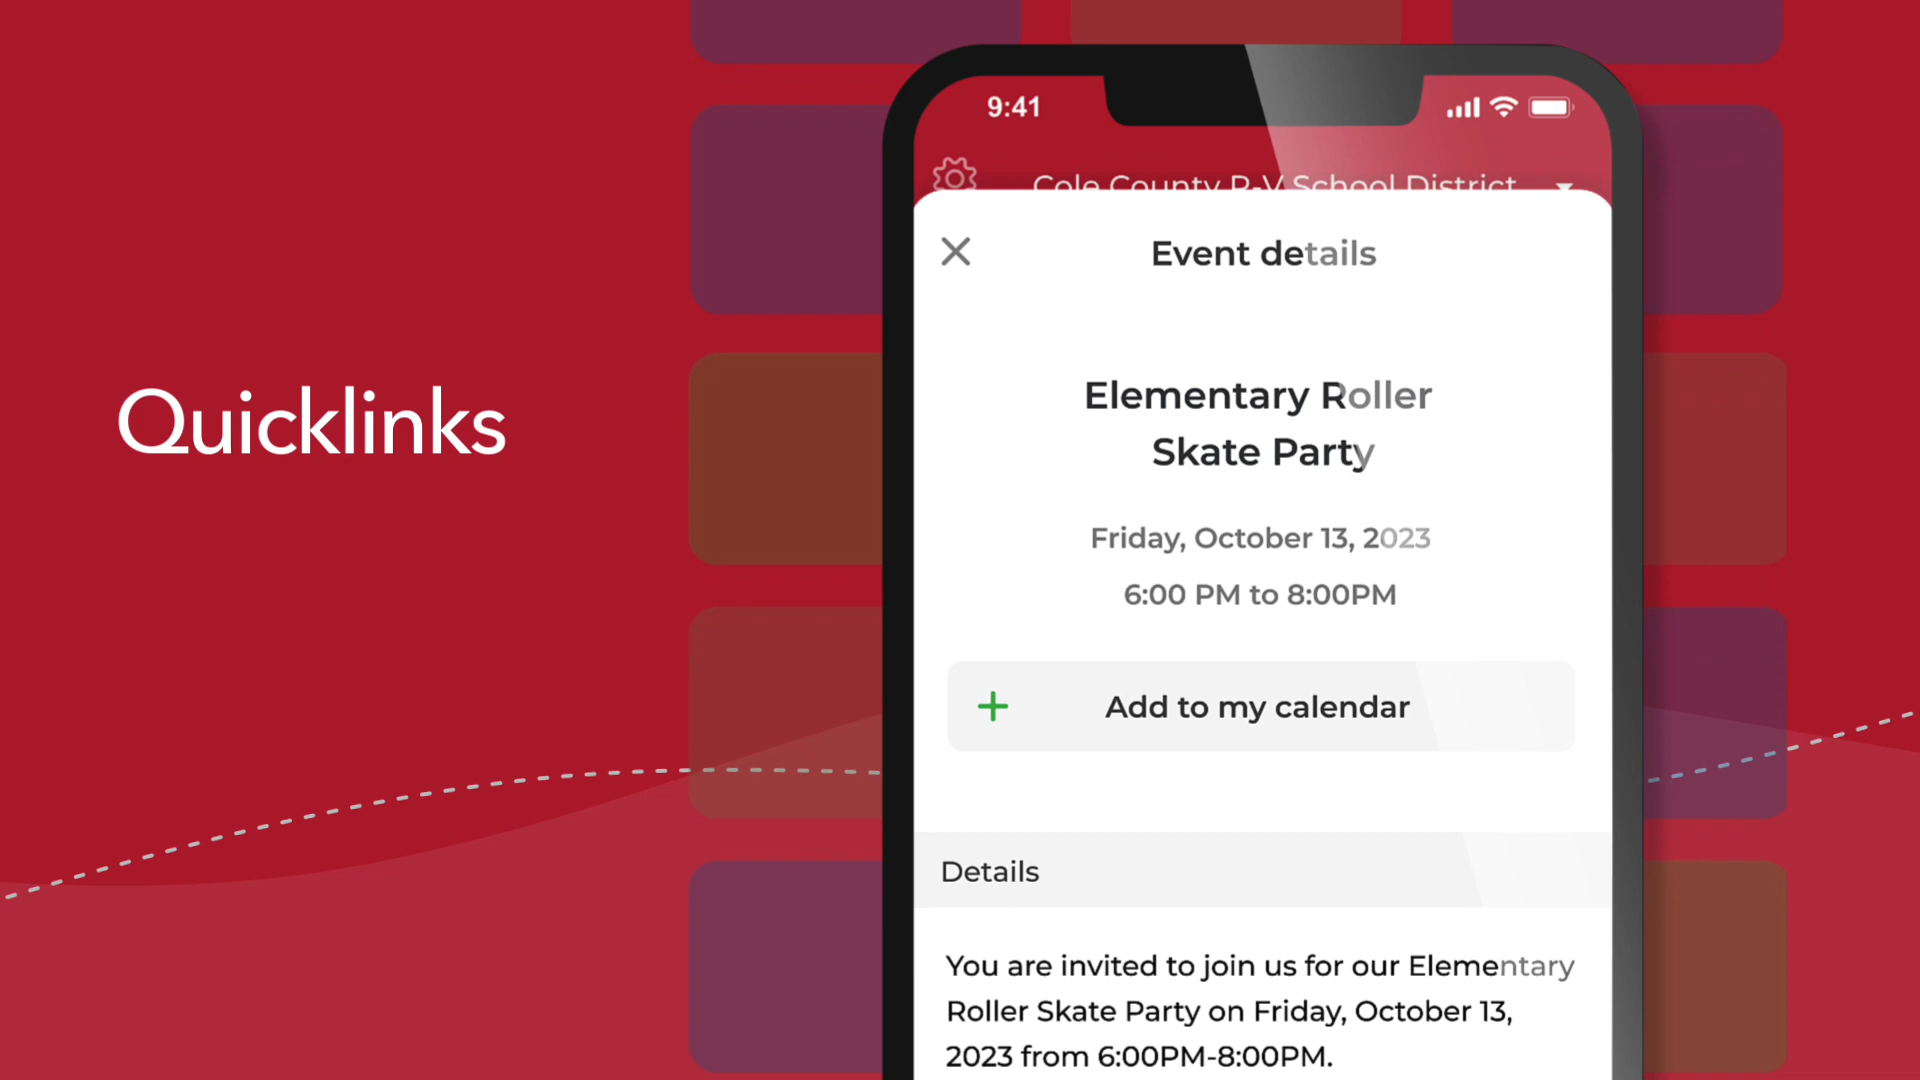 Quicklinks
9:41
Cole County R-V School District
Event details
Elementary Roller
Skate Party
Friday, October 13, 2023
6:00 PM to 8:00PM
Add to my calendar
Details
You are invited to join us for our Elementary
Roller Skate Party on Friday, October 13,
2023 from 6:00PM-8:00PM.